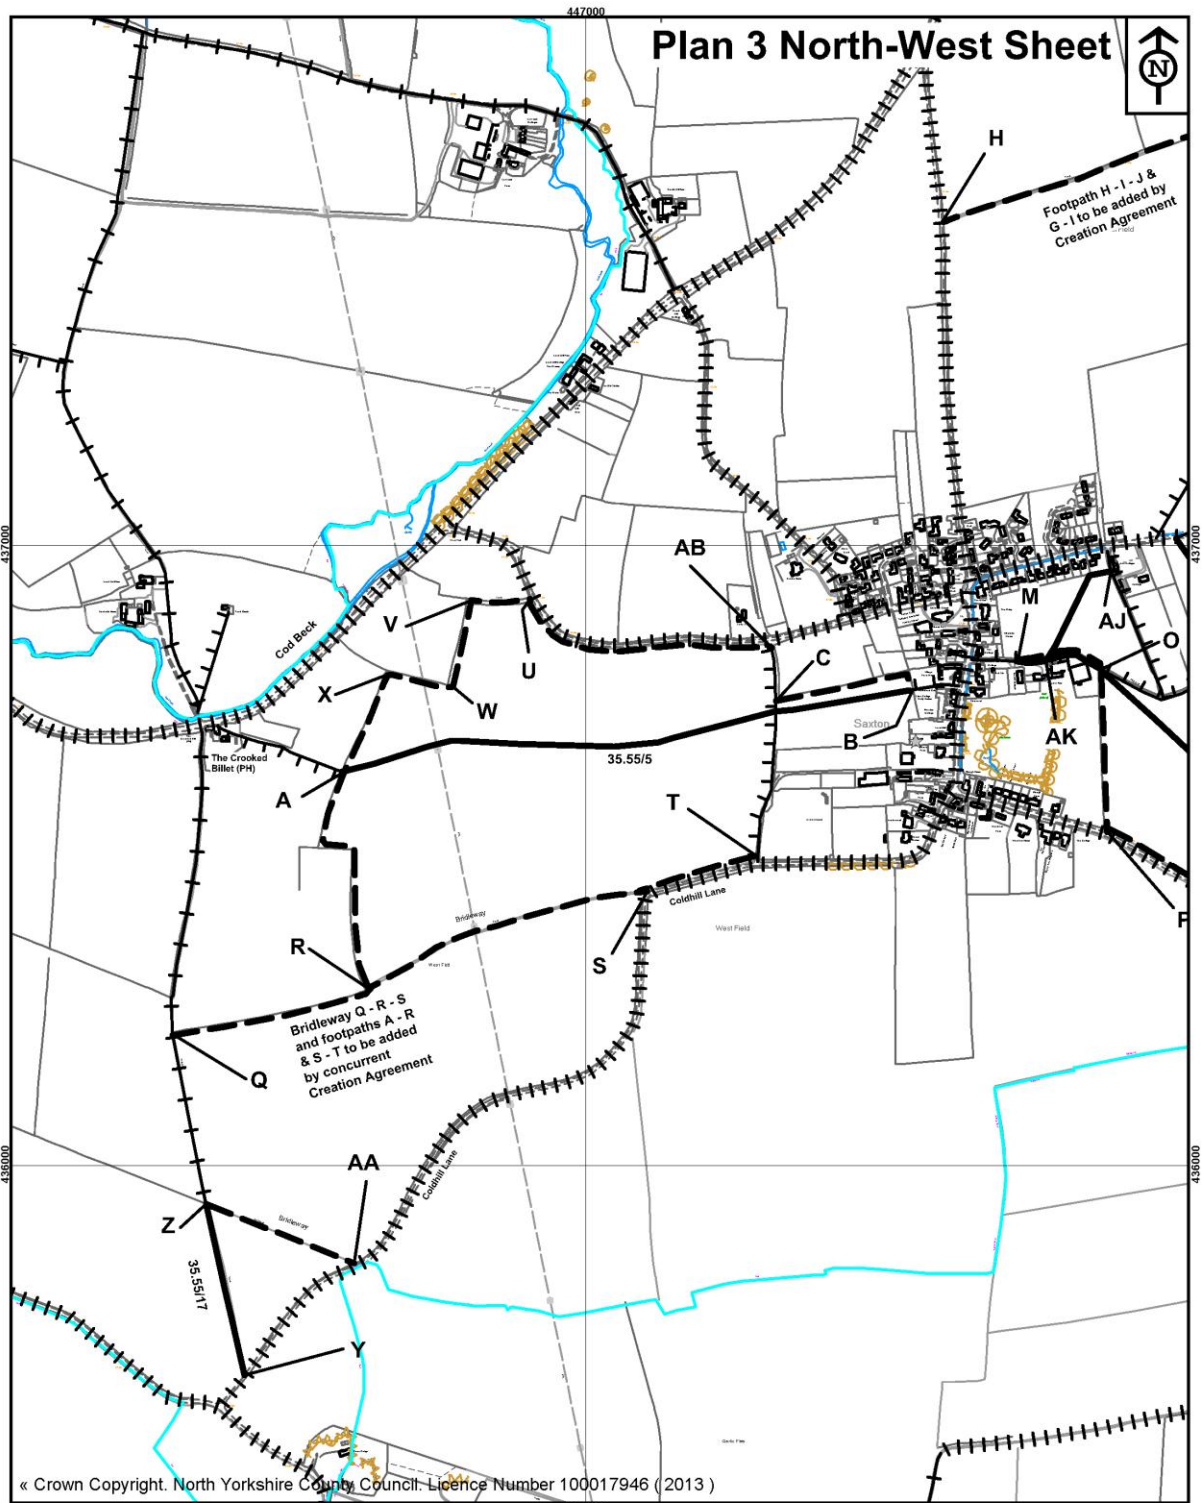 447000
Plan 3 North-West Sheet
N
H
Footpath H - I - J &
G - I to be added by
Creation Agreement
437000
437000
AB
M
Cod Beck
V
AJ
O
U
C
X
W
Saxton
AK
B
The Crooked
Billet (PH)
35.55/5
A
T
Coldhill Lane
Bridleway
West Field
R
S
Bridleway Q - R - S
and footpaths A - R
& S - T to be added
by concurrent
Creation Agreement
Q
436000
436000
AA
Coldhill Lane
Z
Bridleway
35.55/17
Y
« Crown Copyright. North Yorkshire County Council. Licence Number 100017946 ( 2013 )